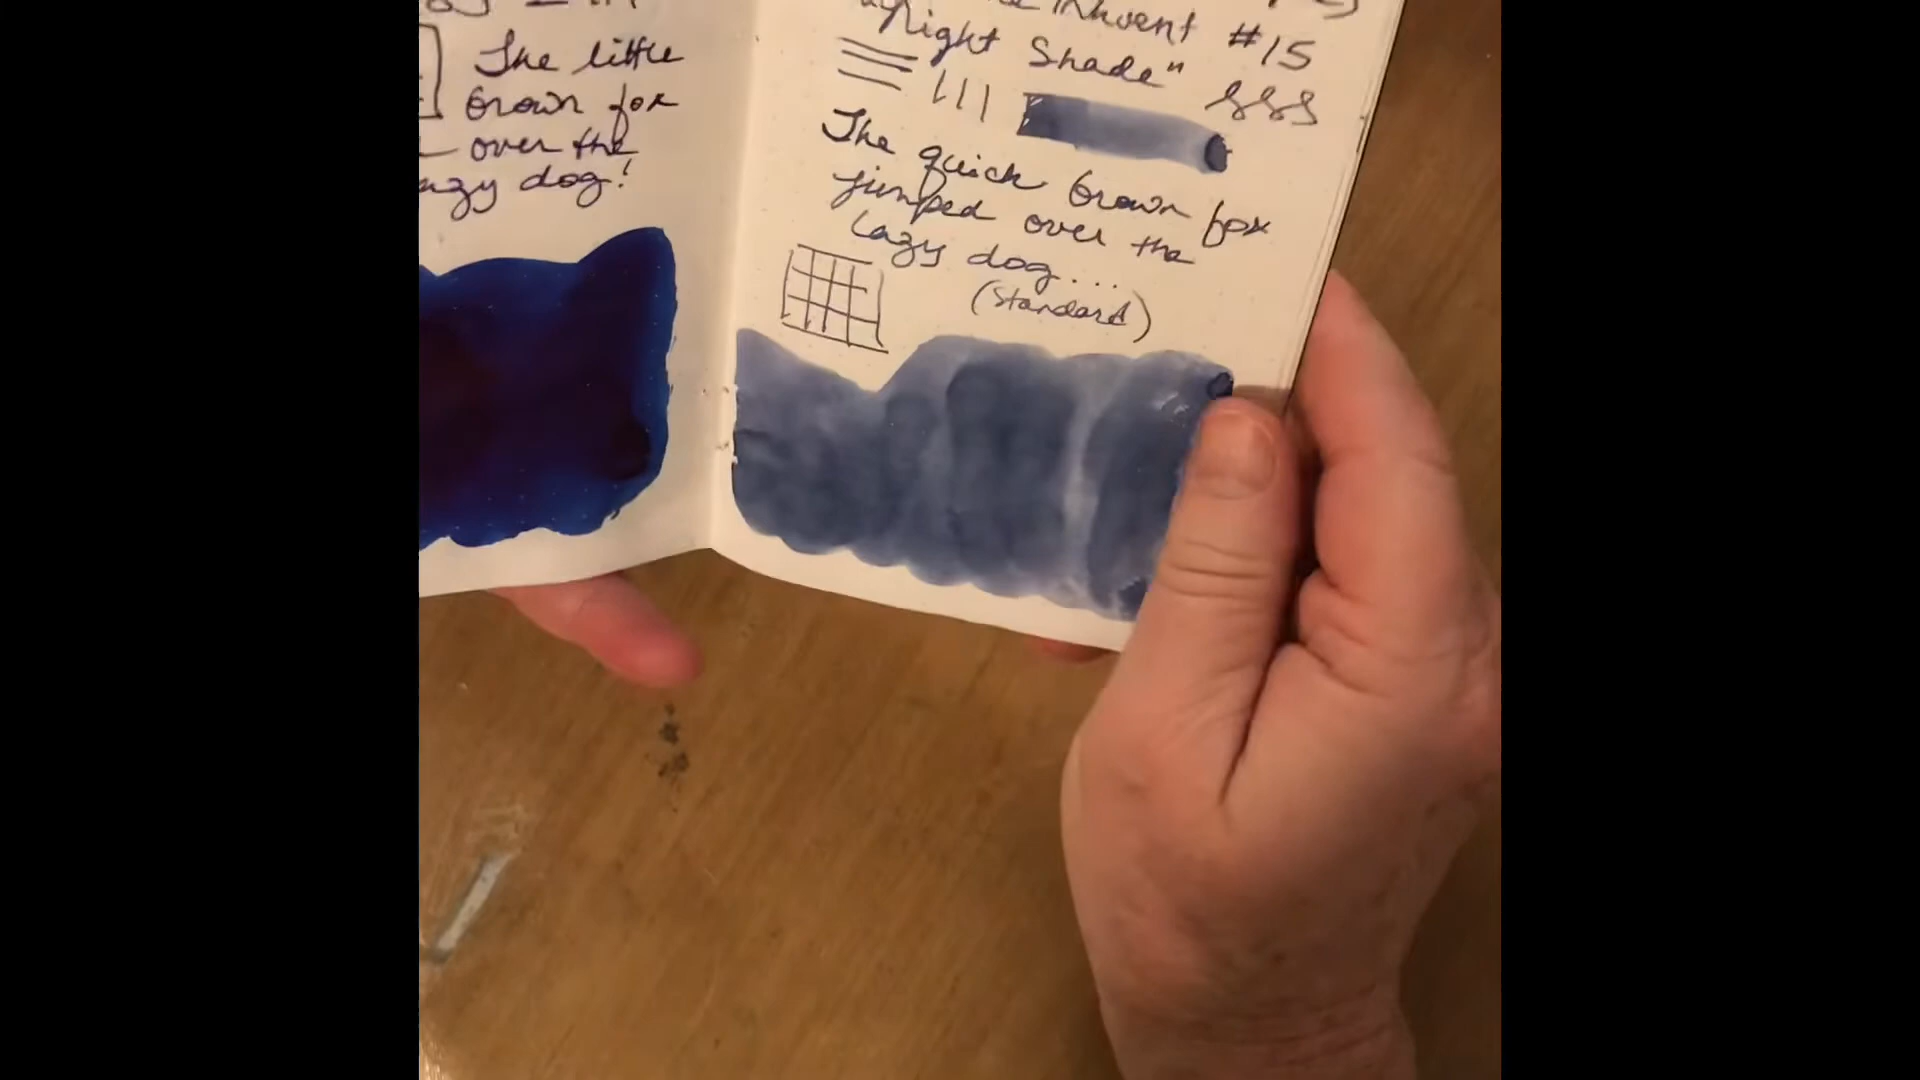 The little
brown fox
over the
lazy dog!
Inkvent #15
"Night Shade"
The quick brown fox
jumped over the
lazy dog....
(Standard)